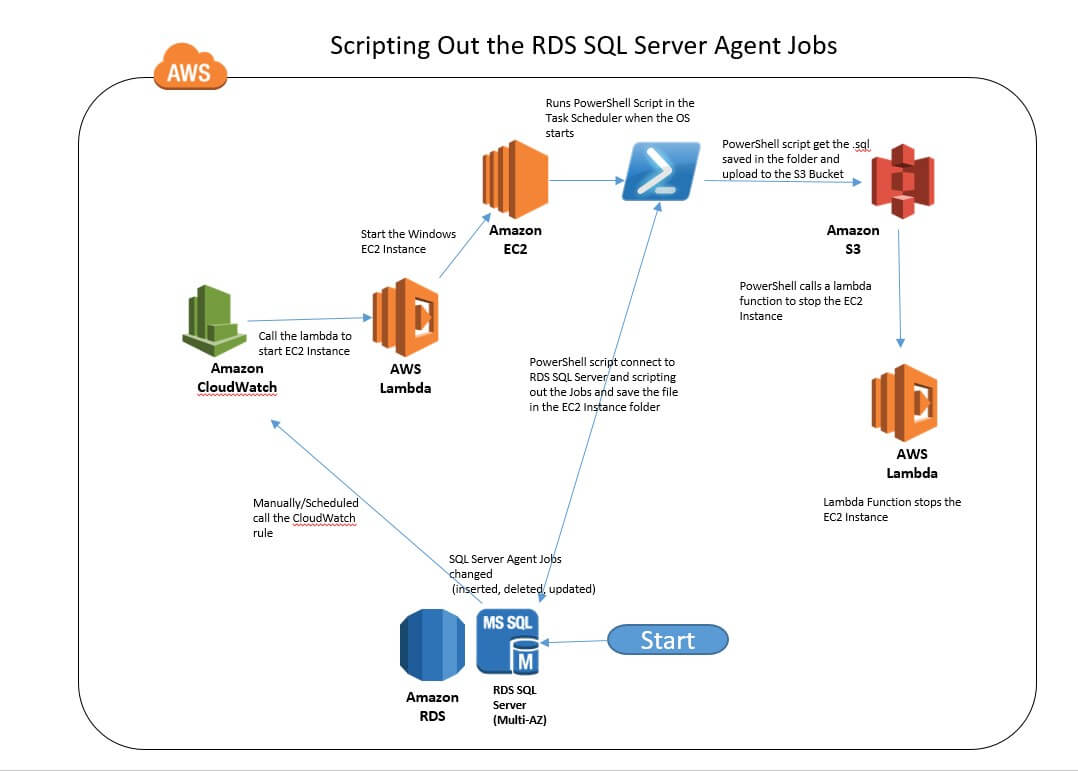 Scripting Out the RDS SQL Server Agent Jobs
AWS
Runs PowerShell Script in the
Task Scheduler when the OS
starts
PowerShell script get the .sql
saved in the folder and
upload to the S3 Bucket
Amazon
EC2
Amazon
S3
Start the Windows
EC2 Instance
PowerShell calls a lambda
function to stop the EC2
Instance
Call the lambda to
start EC2 Instance
Amazon
CloudWatch
AWS
Lambda
PowerShell script connect to
RDS SQL Server and scripting
out the Jobs and save the file
in the EC2 Instance folder
AWS
Lambda
Lambda Function stops the
EC2 Instance
Manually/Scheduled
call the CloudWatch
rule
SQL Server Agent Jobs
changed
(inserted, deleted, updated)
MS SQL
M
Start
Amazon
RDS
RDS SQL
Server
(Multi-AZ)